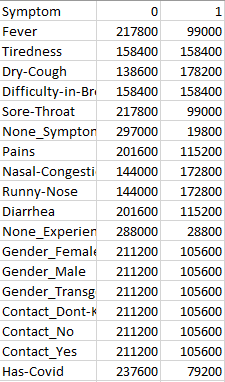 Symptom 0 1
Fever 217800 99000
Tiredness 158400 158400
Dry-Cough 138600 178200
Difficulty-in-Bre 158400 158400
Sore-Throat 217800 99000
None_Sympton 297000 19800
Pains 201600 115200
Nasal-Congesti 144000 172800
Runny-Nose 144000 172800
Diarrhea 201600 115200
None_Experien 288000 28800
Gender_Female 211200 105600
Gender_Male 211200 105600
Gender_Transg 211200 105600
Contact_Dont-K 211200 105600
Contact_No 211200 105600
Contact_Yes 211200 105600
Has-Covid 237600 79200